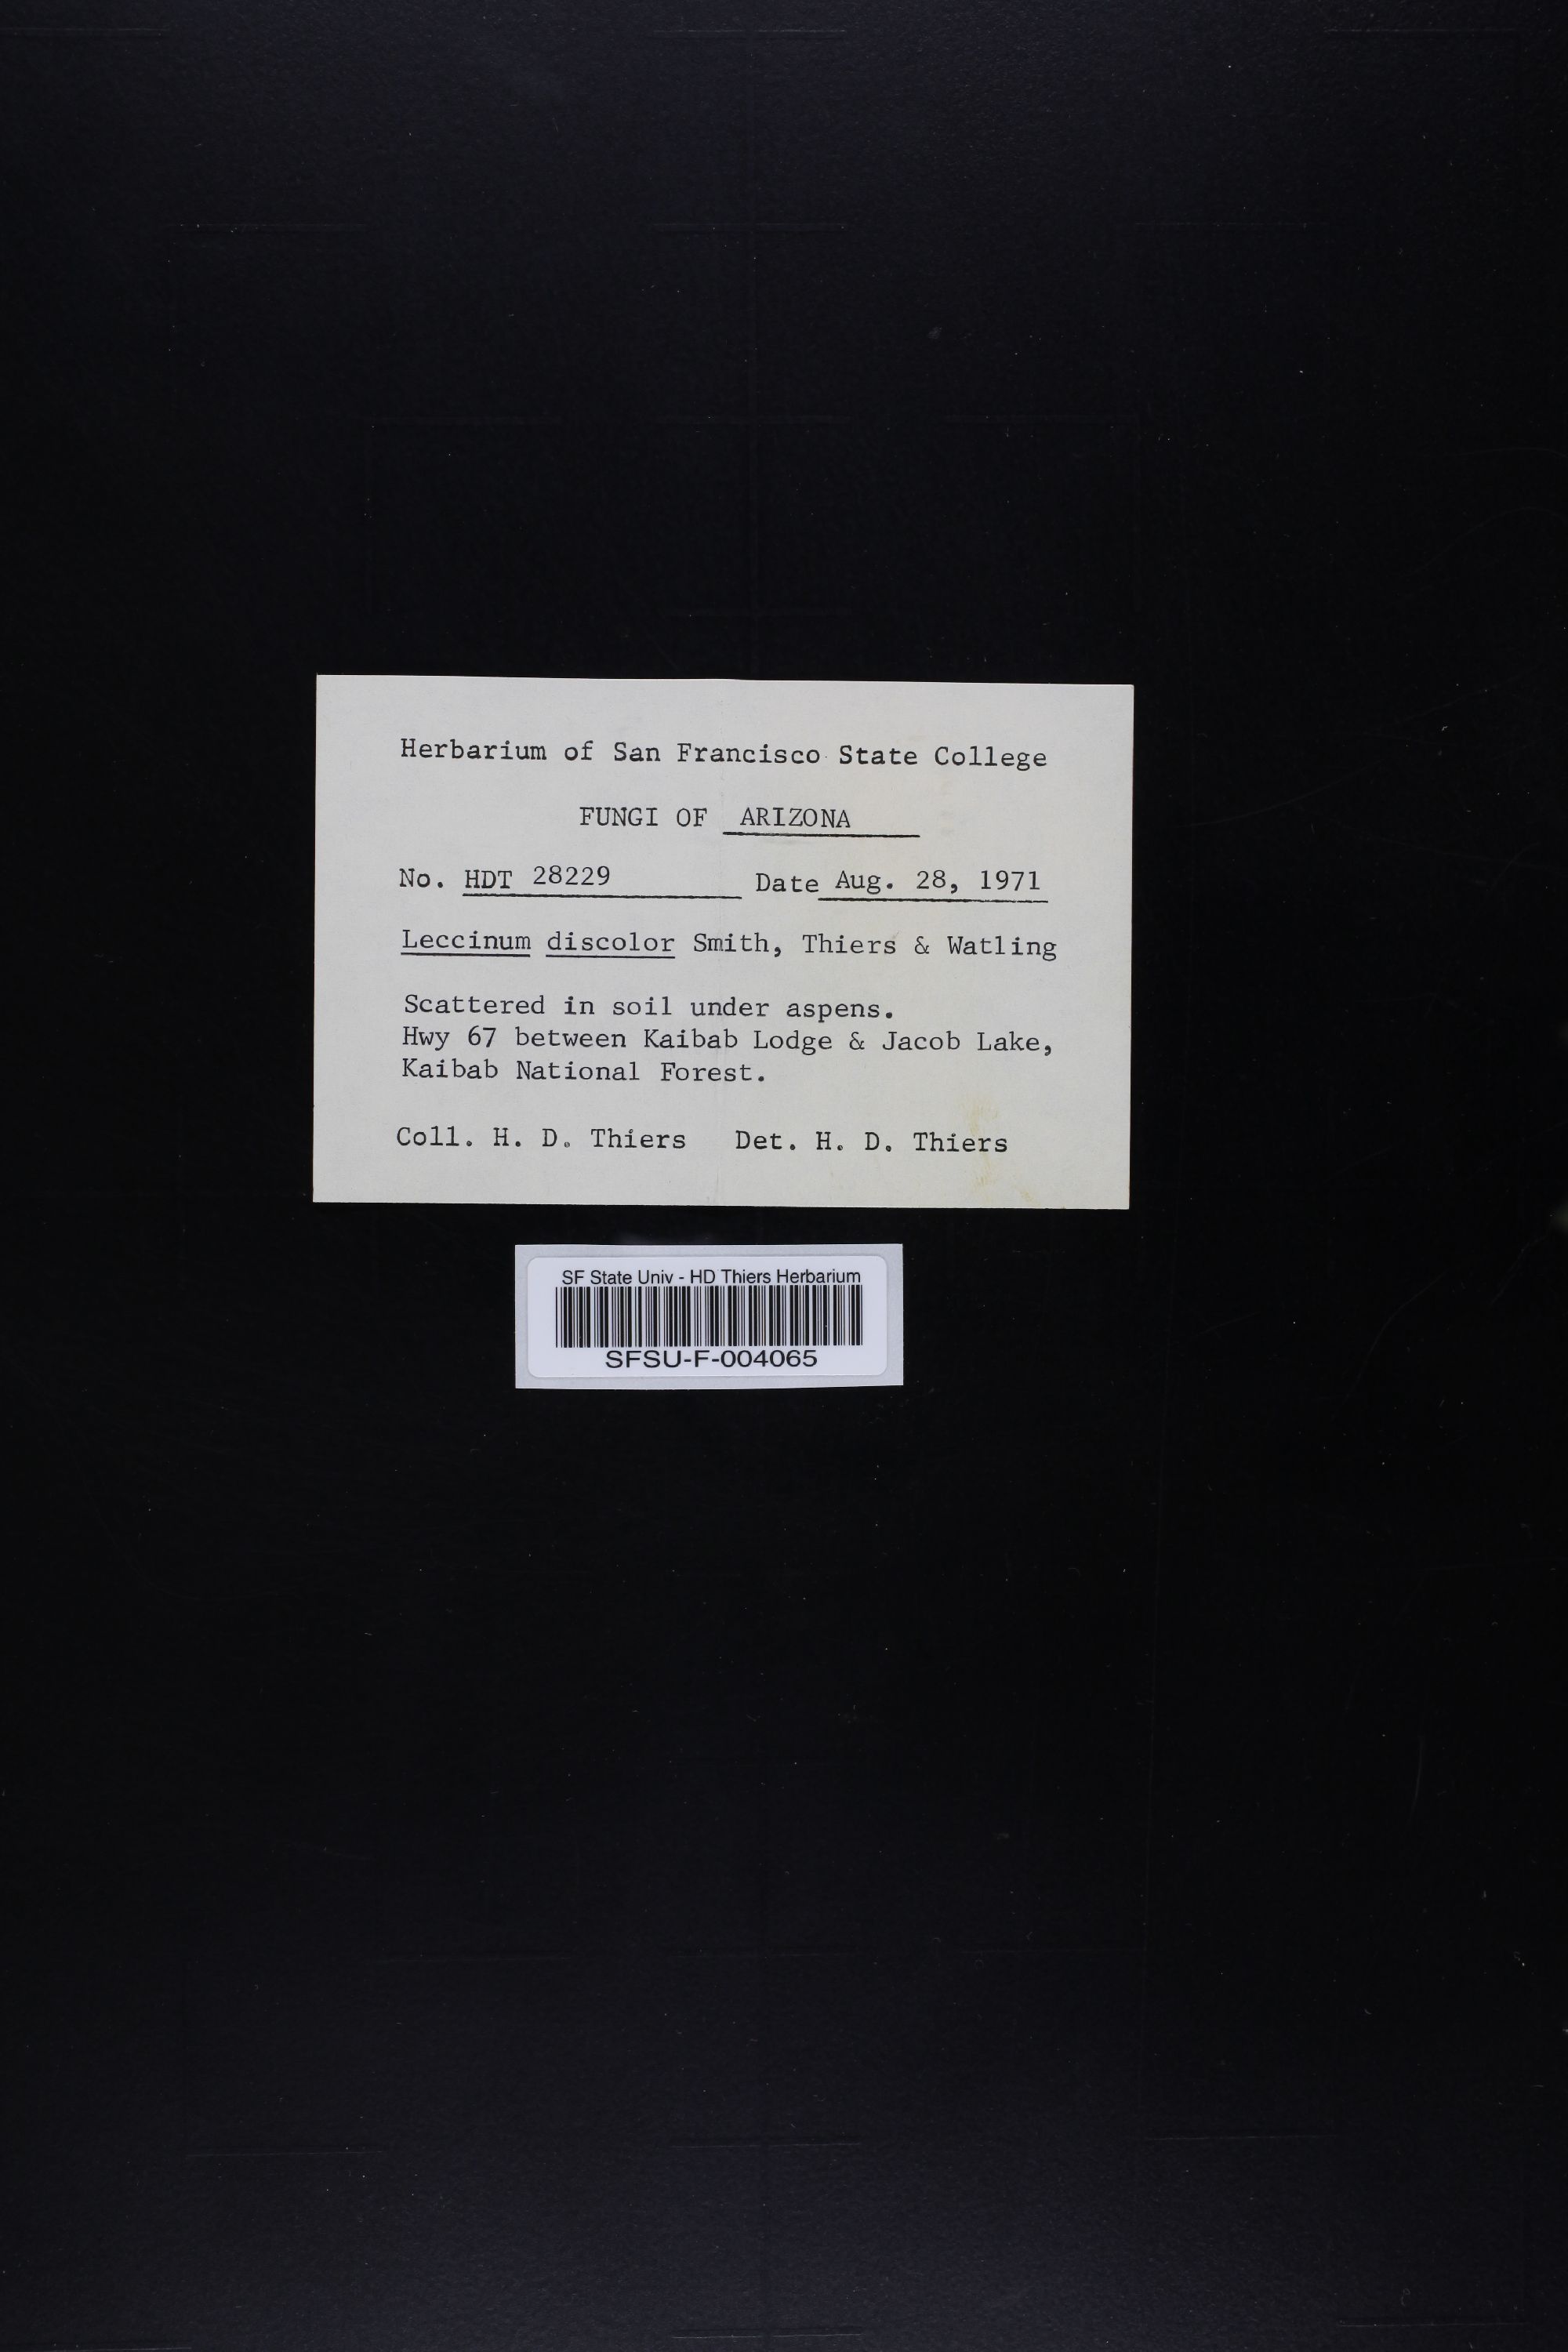 Herbarium of San Francisco State College
FUNGI OF ARIZONA
No. HDT 28229 Date Aug. 28, 1971
Leccinum discolor Smith, Thiers & Watling
Scattered in soil under aspens.
Hwy 67 between Kaibab Lodge & Jacob Lake,
Kaibab National Forest.
Coll. H. D. Thiers Det. H. D. Thiers
SF State Univ - HD Thiers Herbarium
SFSU-F-004065